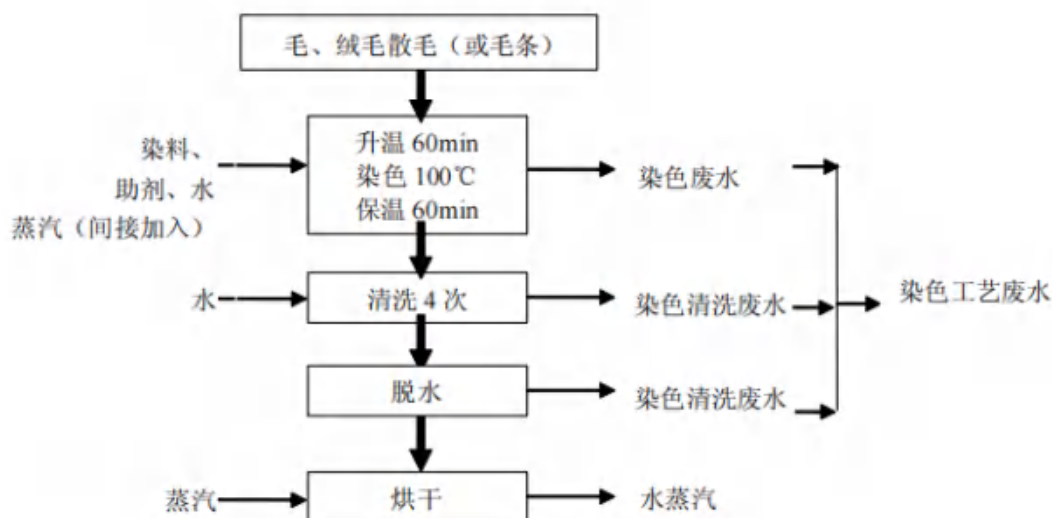 毛、绒毛散毛（或毛条）
升温 60min
染色 100℃
保温 60min
染料、
助剂、水
蒸汽（间接加入）
染色废水
水
清洗 4 次
染色清洗废水
染色工艺废水
脱水
染色清洗废水
蒸汽
烘干
水蒸汽